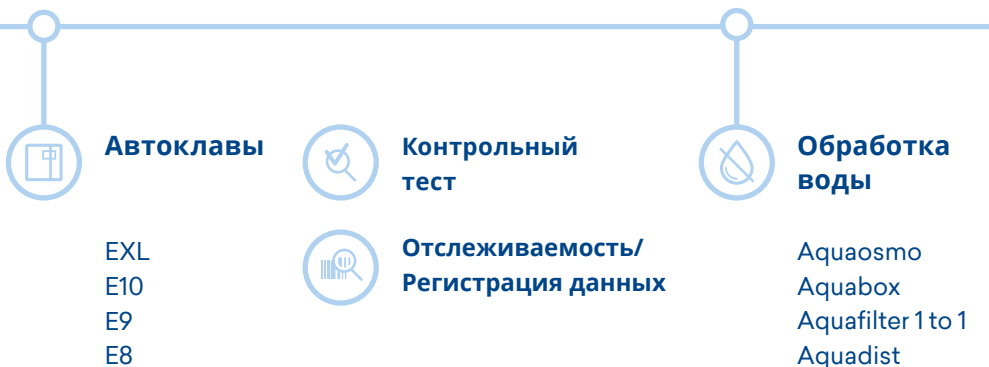 Автоклавы
EXL
E10
E9
E8
Контрольный
тест
Отслеживаемость/
Регистрация данных
Обработка
воды
Aquaosmo
Aquabox
Aquafilter 1 to 1
Aquadist